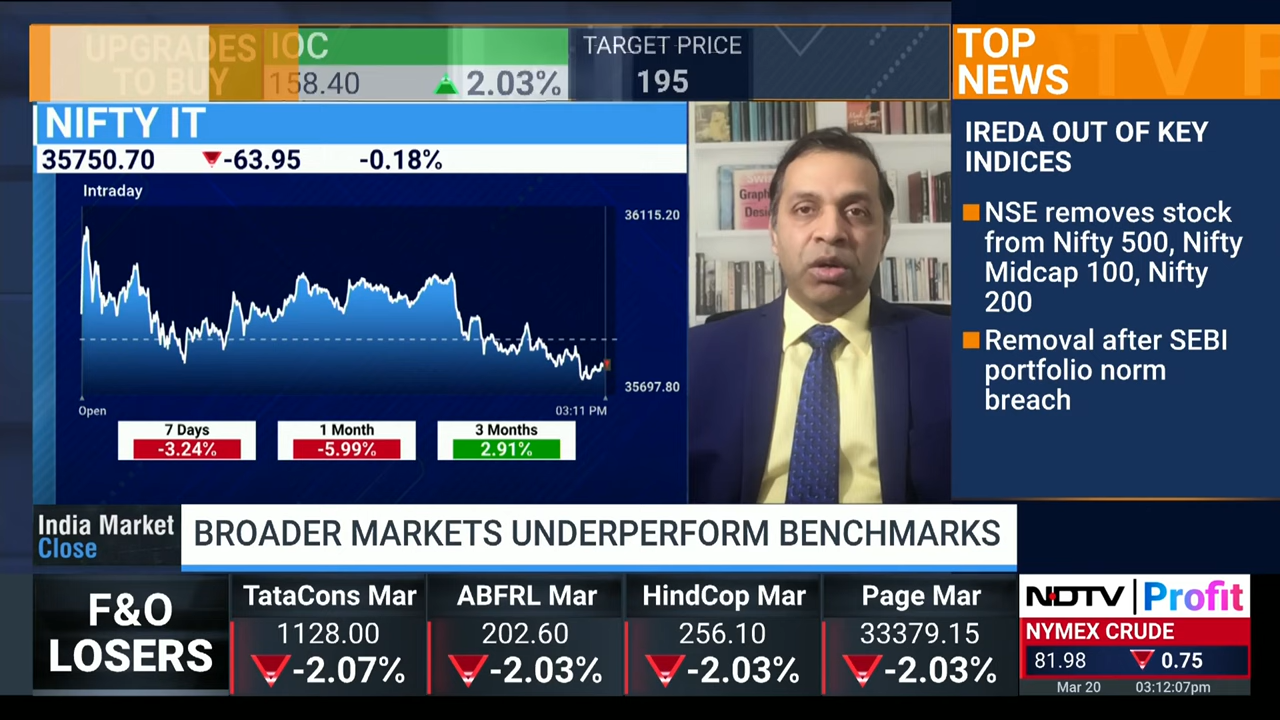 UPGRADES
TO BUY
IOC
158.40 2.03%
TARGET PRICE
195
TOP
NEWS
NIFTY IT
35750.70 -63.95 -0.18%
Intraday
36115.20
35697.80
Open 03:11 PM
7 Days
-3.24%
1 Month
-5.99%
3 Months
2.91%
Graph
Desi
IREDA OUT OF KEY
INDICES
NSE removes stock
from Nifty 500, Nifty
Midcap 100, Nifty
200
Removal after SEBI
portfolio norm
breach
India Market
Close
BROADER MARKETS UNDERPERFORM BENCHMARKS
F&O
LOSERS
TataCons Mar
1128.00
-2.07%
ABFRL Mar
202.60
-2.03%
HindCop Mar
256.10
-2.03%
Page Mar
33379.15
-2.03%
NDTV Profit
NYMEX CRUDE
81.98 0.75
Mar 20 03:12:07pm